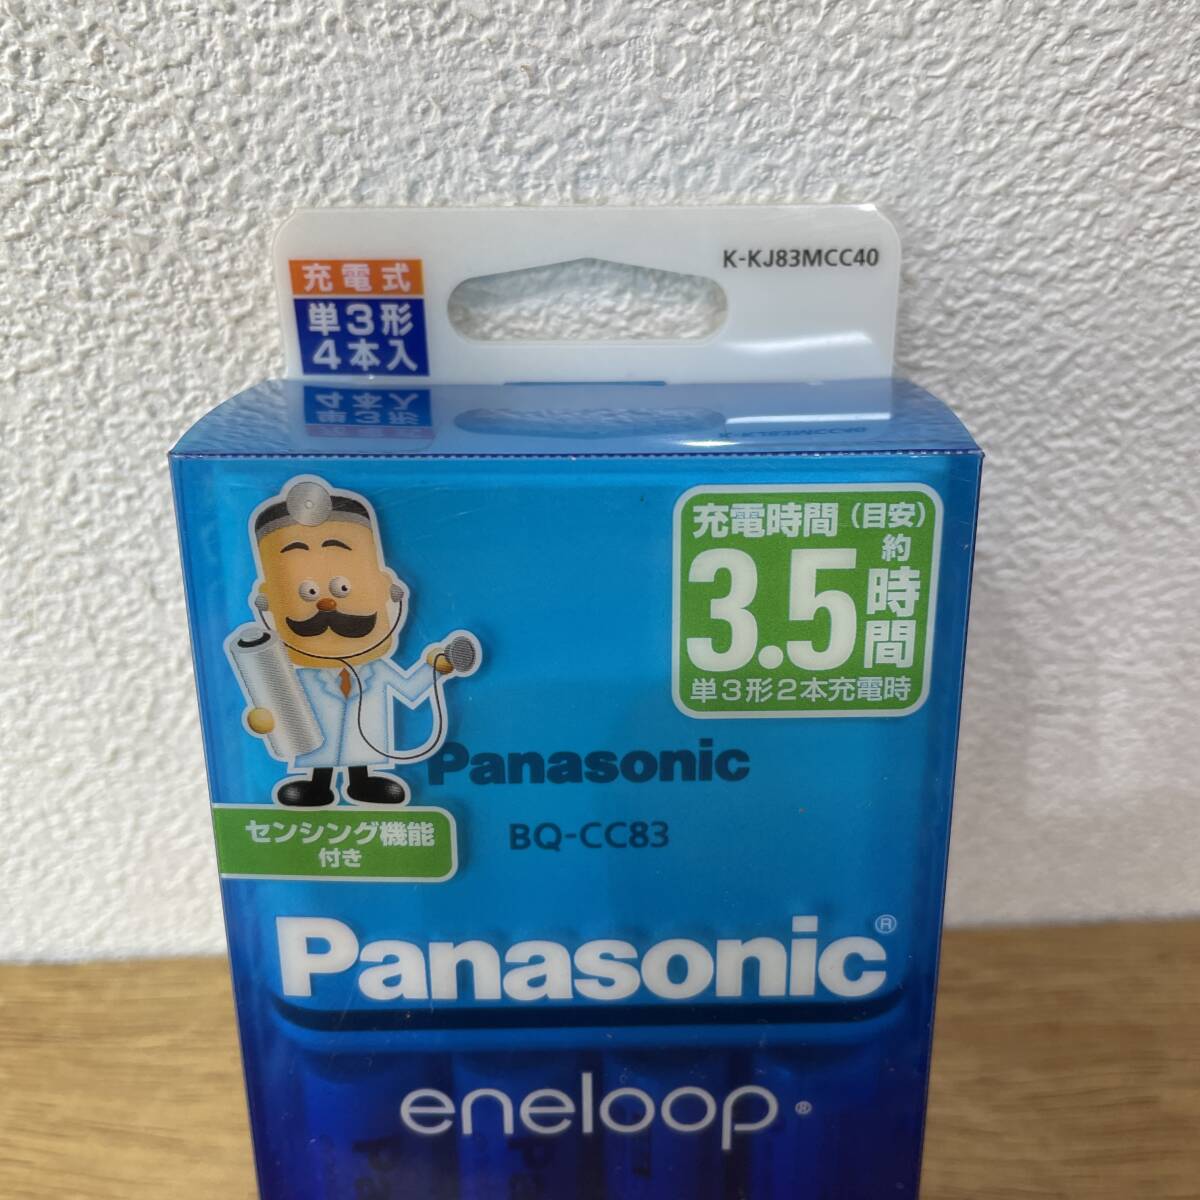 K-KJ83MCC40
充電式
単3形
4本入
充電時間(目安)
約3.5時間
単3形2本充電時
Panasonic
BQ-CC83
センシング機能
付き
Panasonic®
eneloop®